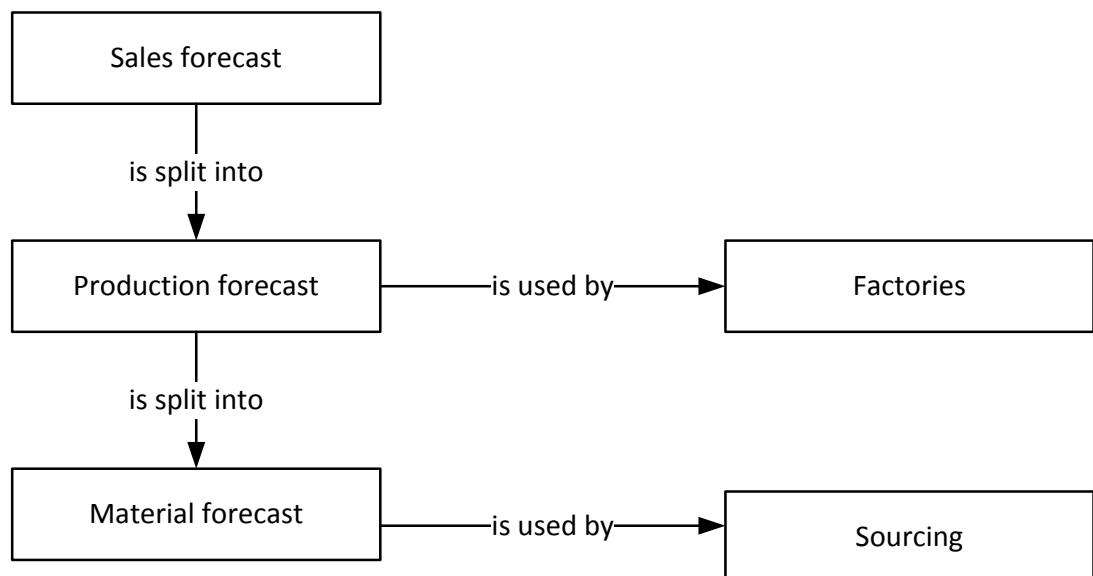 Sales forecast
is split into
Production forecast
is used by
Factories
is split into
Material forecast
is used by
Sourcing